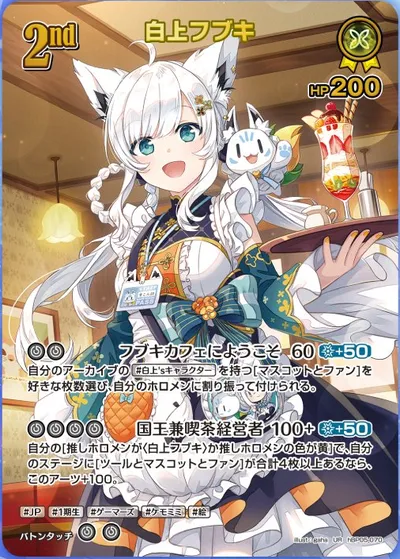 2nd
白上フブキ
HP200
フブキカフェにようこそ 60 +50
自分のアーカイブの #白上'sキャラクター を持つ[マスコットとファン]を
好きな枚数選び、自分のホロメンに割り振って付けられる。
国王兼喫茶経営者 100+ +50
自分の[推しホロメンが〈白上フブキ〉か推しホロメンの色が黄]で、自分
のステージに[ツールとマスコットとファン]が合計4枚以上あるなら、
このアーツ+100。
#JP #1期生 #ゲーマーズ #ケモミミ #絵
バトンタッチ
illust: gaha UR hBP05-070